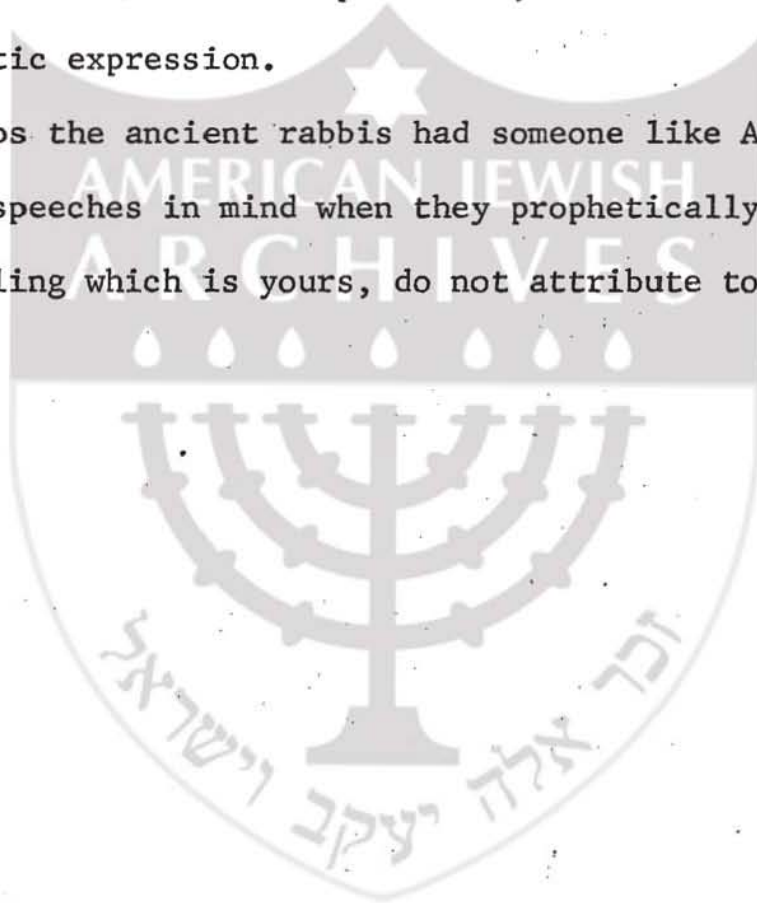 tic expression.
os the ancient rabbis had someone like A
speeches in mind when they prophetically
ling which is yours, do not attribute to
AMERICAN JEWISH
ARCHIVES
זכר אלה יעקב וישראל